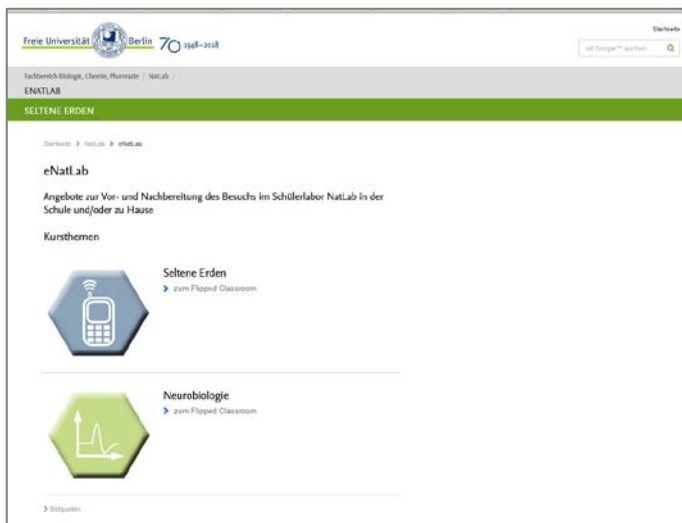 Startseite
Freie Universität Berlin 70 1948–2018
mit Google™ suchen
Fachbereich Biologie, Chemie, Pharmazie / NatLab /
ENATLAB
SELTENE ERDEN
Startseite > NatLab > eNatLab
eNatLab
Angebote zur Vor- und Nachbereitung des Besuchs im Schülerlabor NatLab in der
Schule und/oder zu Hause
Kursthemen
Seltene Erden
> zum Flipped Classroom
Neurobiologie
> zum Flipped Classroom
> Bildquellen